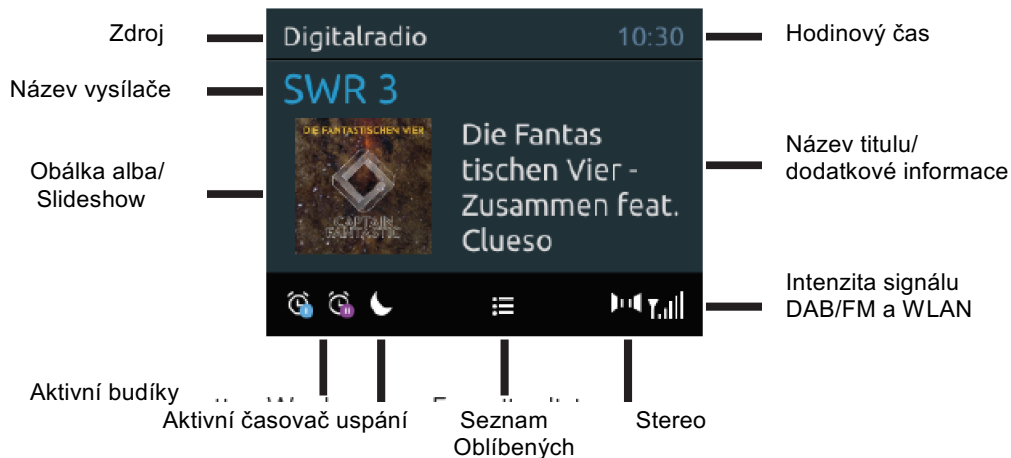 Zdroj
Digitalradio 10:30
Hodinový čas
Název vysílače
SWR 3
Obálka alba/
Slideshow
DIE FANTASTISCHEN VIER
CAPTAIN
FANTASTIC
Die Fantas
tischen Vier -
Zusammen feat.
Clueso
Název titulu/
dodatkové informace
Intenzita signálu
DAB/FM a WLAN
Aktivní budíky
Aktivní časovač uspání
Seznam
Oblíbených
Stereo